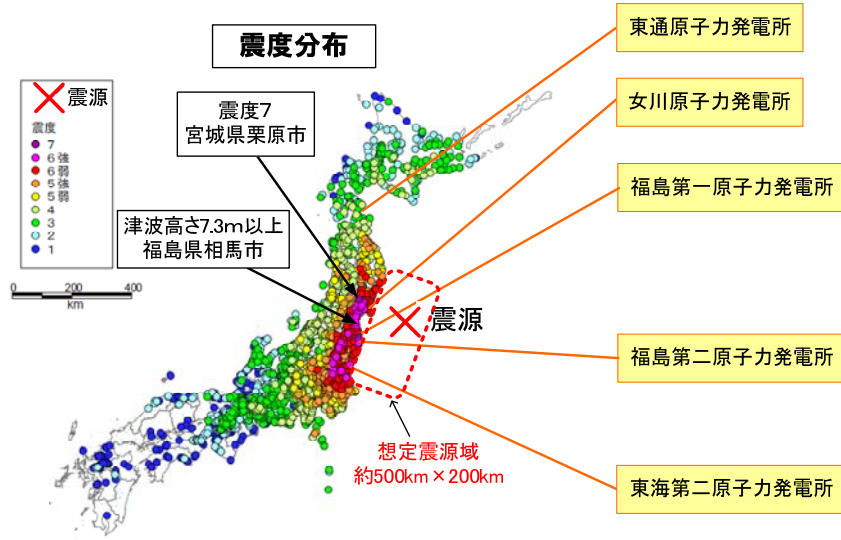 震度分布
震源
震度
7
6強
6弱
5強
5弱
4
3
2
1
0 200 400
km
震度7
宮城県栗原市
津波高さ7.3m以上
福島県相馬市
震源
想定震源域
約500km×200km
東通原子力発電所
女川原子力発電所
福島第一原子力発電所
福島第二原子力発電所
東海第二原子力発電所